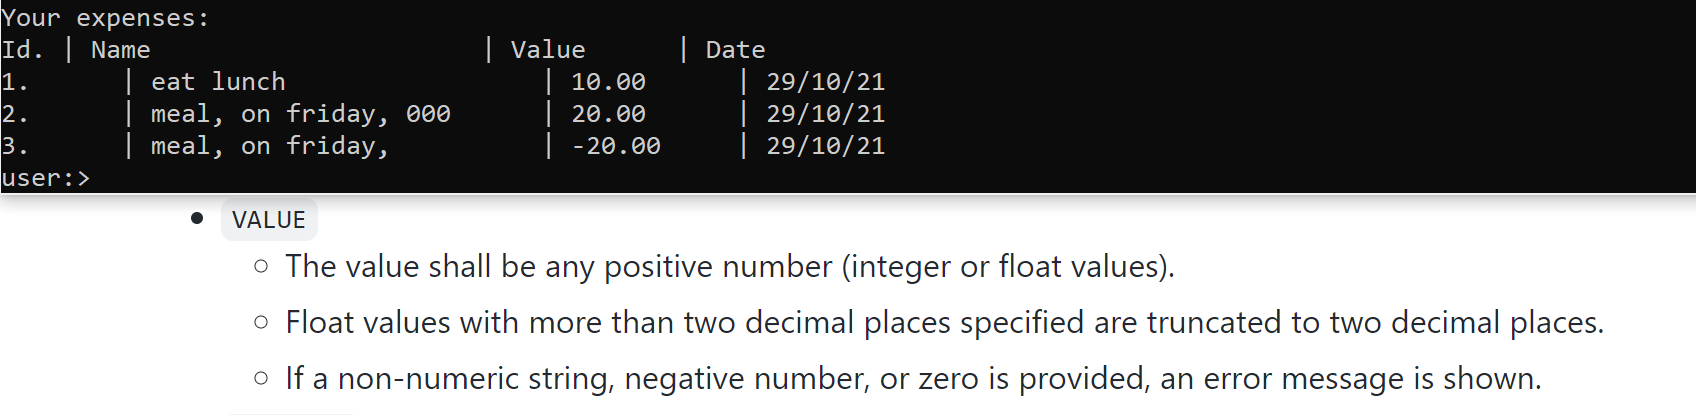 Your expenses:
Id. | Name | Value | Date
1. | eat lunch | 10.00 | 29/10/21
2. | meal, on friday, 000 | 20.00 | 29/10/21
3. | meal, on friday, | -20.00 | 29/10/21
user:>
• VALUE
○ The value shall be any positive number (integer or float values).
○ Float values with more than two decimal places specified are truncated to two decimal places.
○ If a non-numeric string, negative number, or zero is provided, an error message is shown.